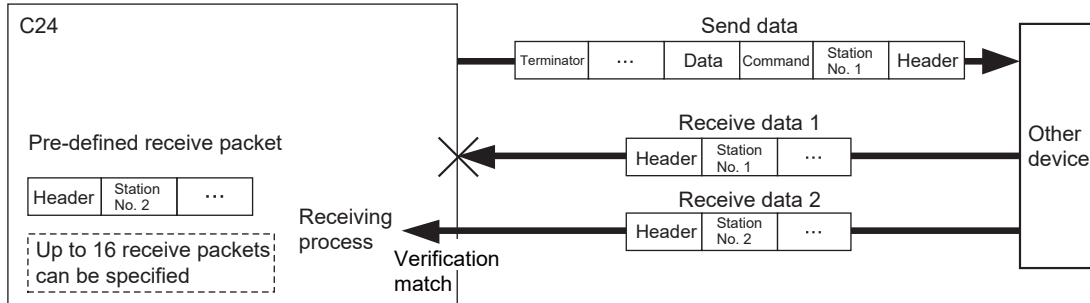 C24
Send data
Terminator
...
Data
Command
Station
No. 1
Header
Pre-defined receive packet
Receive data 1
Header
Station
No. 1
...
Other
device
Header
Station
No. 2
...
Receive data 2
Header
Station
No. 2
...
Receiving
process
Up to 16 receive packets
can be specified
Verification
match